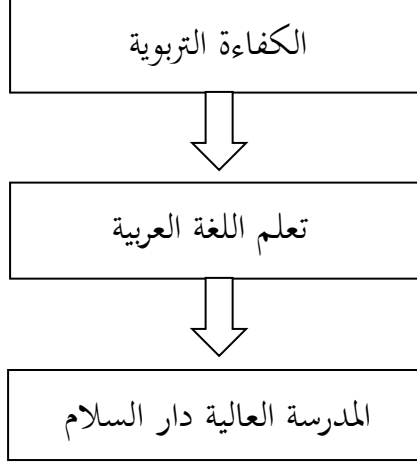 الكفاءة التربوية
تعلم اللغة العربية
المدرسة العالية دار السلام